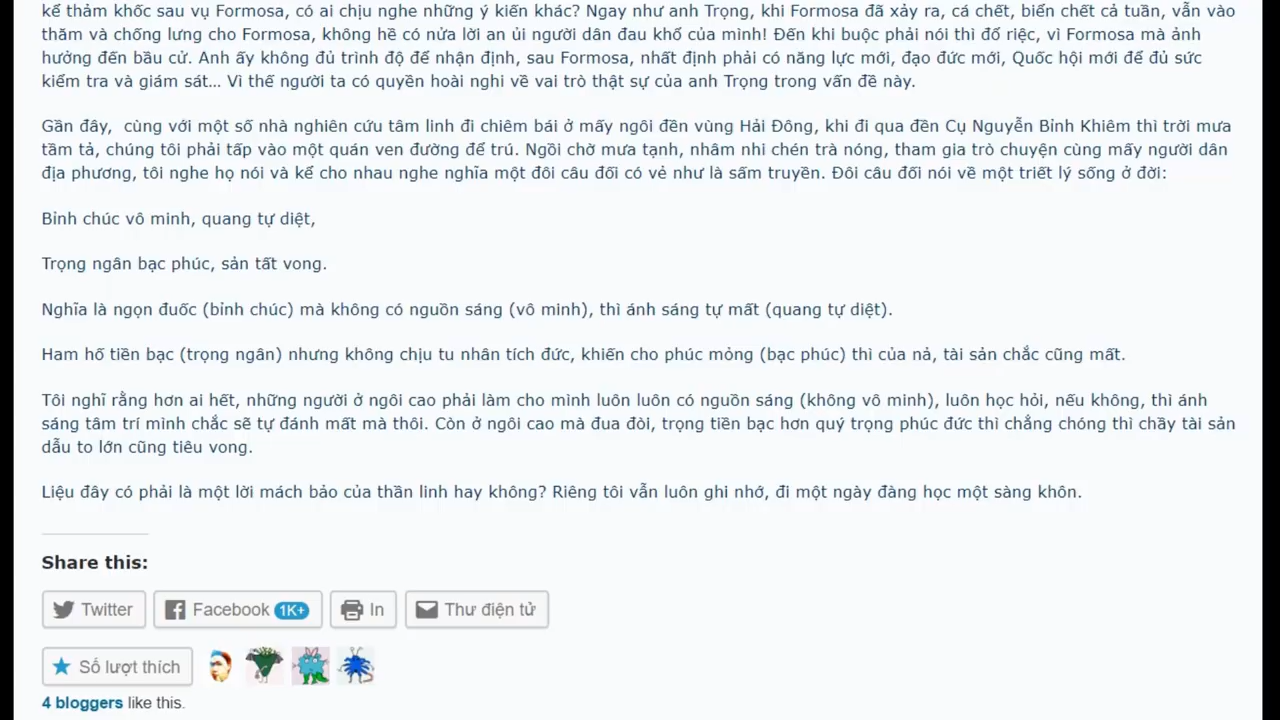 kể thảm khốc sau vụ Formosa, có ai chịu nghe những ý kiến khác? Ngay như anh Trọng, khi Formosa đã xảy ra, cá chết, biển chết cả tuần, vẫn vào
thăm và chống lưng cho Formosa, không hề có nửa lời an ủi người dân đau khổ của mình! Đến khi buộc phải nói thì đổ riệc, vì Formosa mà ảnh
hưởng đến bầu cử. Anh ấy không đủ trình độ để nhận định, sau Formosa, nhất định phải có năng lực mới, đạo đức mới, Quốc hội mới để đủ sức
kiểm tra và giám sát... Vì thế người ta có quyền hoài nghi về vai trò thật sự của anh Trọng trong vấn đề này.
Gần đây, cùng với một số nhà nghiên cứu tâm linh đi chiêm bái ở mấy ngôi đền vùng Hải Đông, khi đi qua đền Cụ Nguyễn Bỉnh Khiêm thì trời mưa
tầm tả, chúng tôi phải tấp vào một quán ven đường để trú. Ngồi chờ mưa tạnh, nhâm nhi chén trà nóng, tham gia trò chuyện cùng mấy người dân
địa phương, tôi nghe họ nói và kể cho nhau nghe nghĩa một đôi câu đối có vẻ như là sấm truyền. Đôi câu đối nói về một triết lý sống ở đời:
Bỉnh chúc vô minh, quang tự diệt,
Trọng ngân bạc phúc, sản tất vong.
Nghĩa là ngọn đuốc (bỉnh chúc) mà không có nguồn sáng (vô minh), thì ánh sáng tự mất (quang tự diệt).
Ham hố tiền bạc (trọng ngân) nhưng không chịu tu nhân tích đức, khiến cho phúc mỏng (bạc phúc) thì của nả, tài sản chắc cũng mất.
Tôi nghĩ rằng hơn ai hết, những người ở ngôi cao phải làm cho mình luôn luôn có nguồn sáng (không vô minh), luôn học hỏi, nếu không, thì ánh
sáng tâm trí mình chắc sẽ tự đánh mất mà thôi. Còn ở ngôi cao mà đua đòi, trọng tiền bạc hơn quý trọng phúc đức thì chẳng chóng thì chầy tài sản
dẫu to lớn cũng tiêu vong.
Liệu đây có phải là một lời mách bảo của thần linh hay không? Riêng tôi vẫn luôn ghi nhớ, đi một ngày đàng học một sàng khôn.
Share this:
Twitter Facebook 1K+ In Thư điện tử
Số lượt thích
4 bloggers like this.